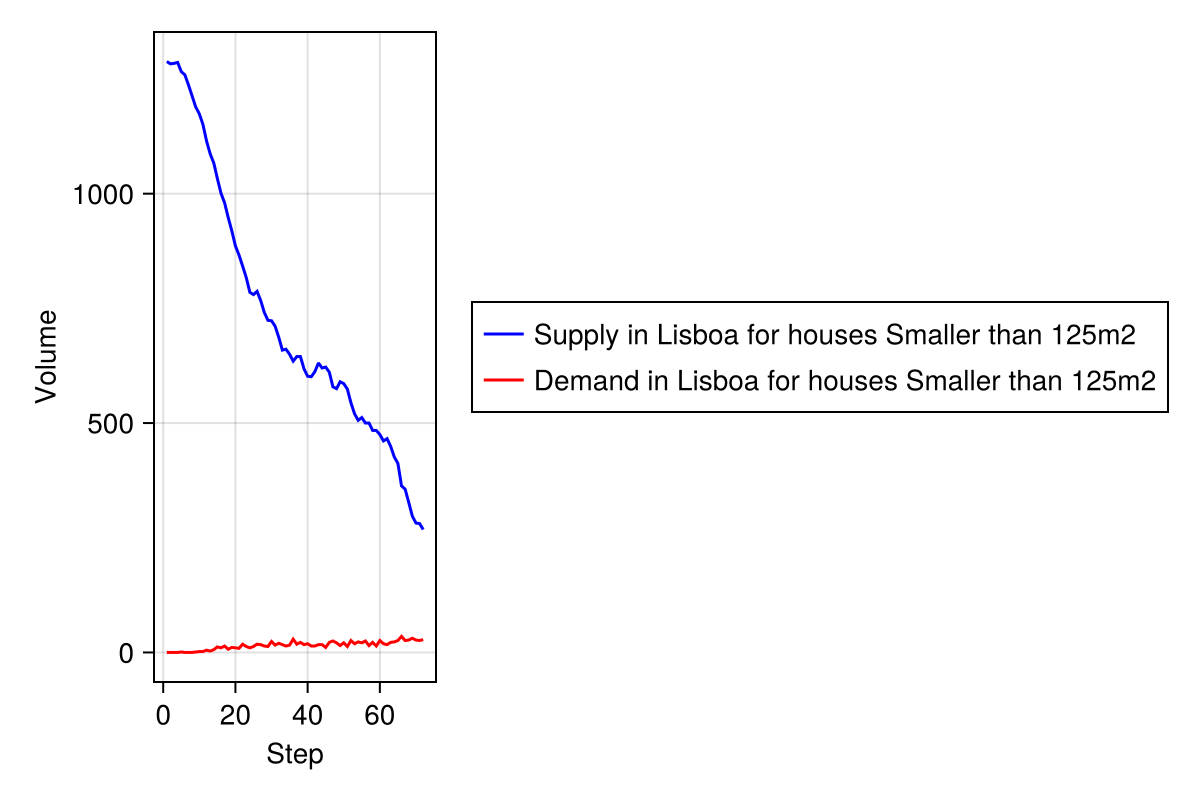 Volume
1000
500
0
0 20 40 60
Step
Supply in Lisboa for houses Smaller than 125m2
Demand in Lisboa for houses Smaller than 125m2